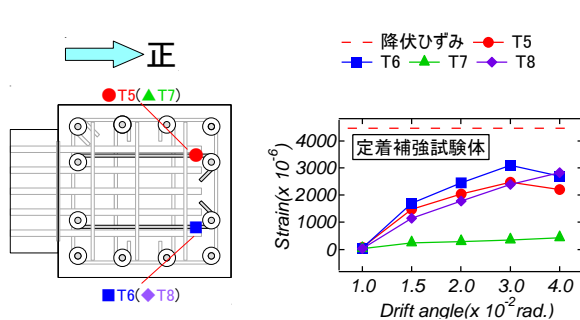 正
●T5(▲T7)
■T6(◆T8)
降伏ひずみ T5
T6 T7 T8
定着補強試験体
Strain(x 10-6)
4000
3000
2000
1000
0
1.0 1.5 2.0 3.0 4.0
Drift angle(x 10-2 rad.)